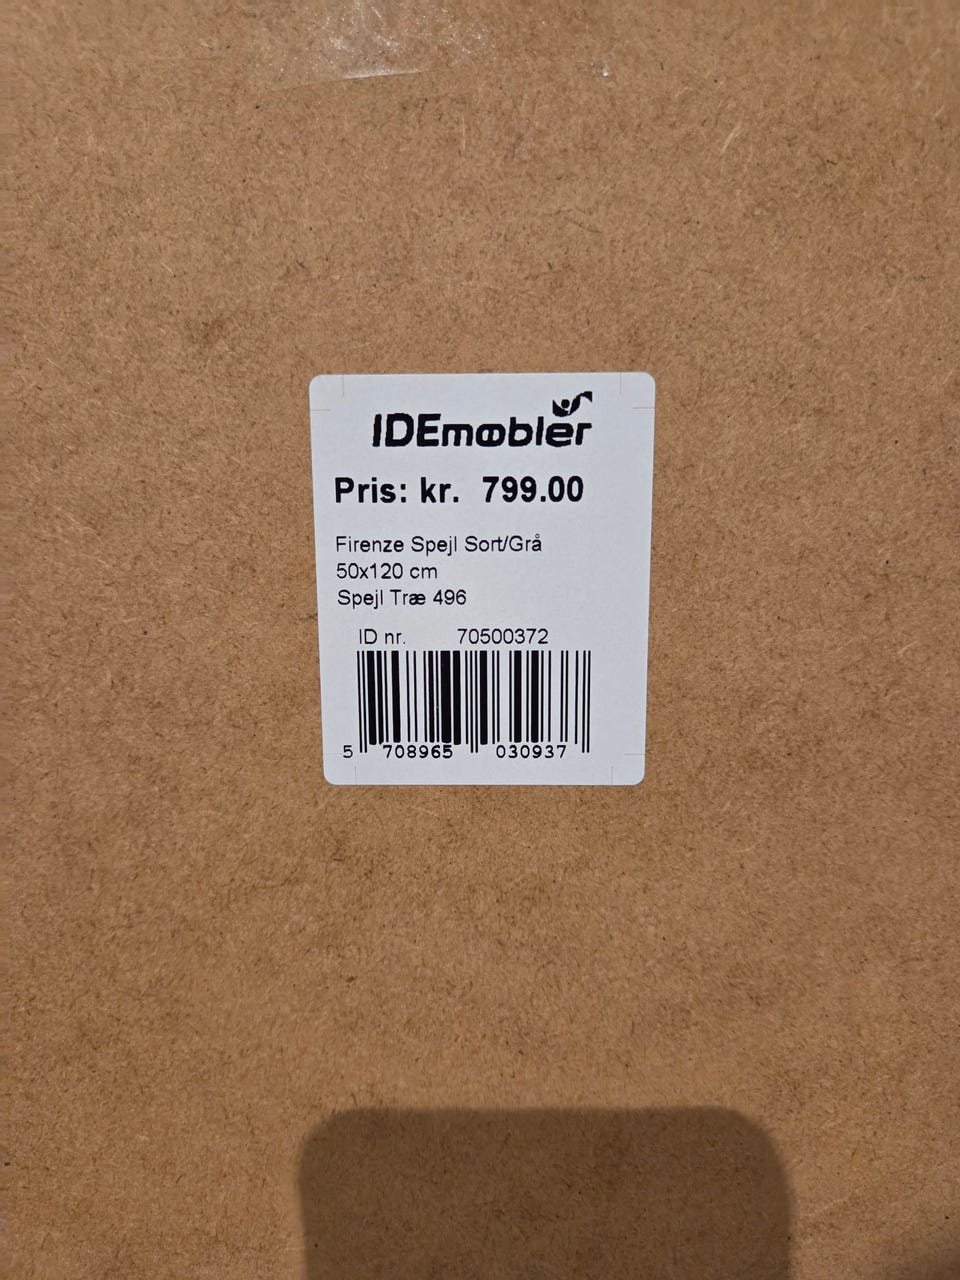 IDEmøbler
Pris: kr. 799.00
Firenze Spejl Sort/Grå
50x120 cm
Spejl Træ 496
ID nr. 70500372
5 708965 030937